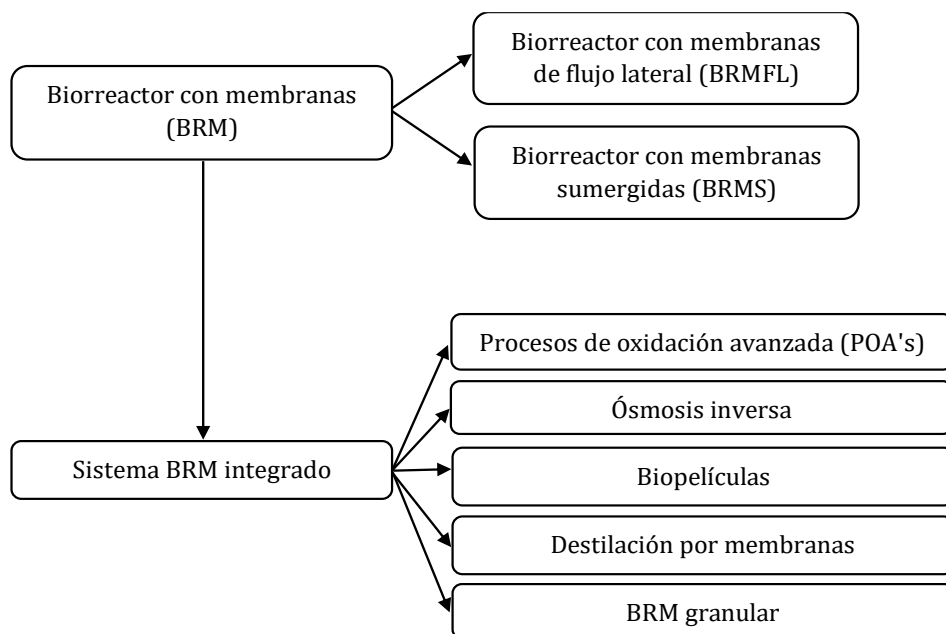 Biorreactor con membranas
de flujo lateral (BRMFL)
Biorreactor con membranas
(BRM)
Biorreactor con membranas
sumergidas (BRMS)
Procesos de oxidación avanzada (POA's)
Ósmosis inversa
Sistema BRM integrado
Biopelículas
Destilación por membranas
BRM granular